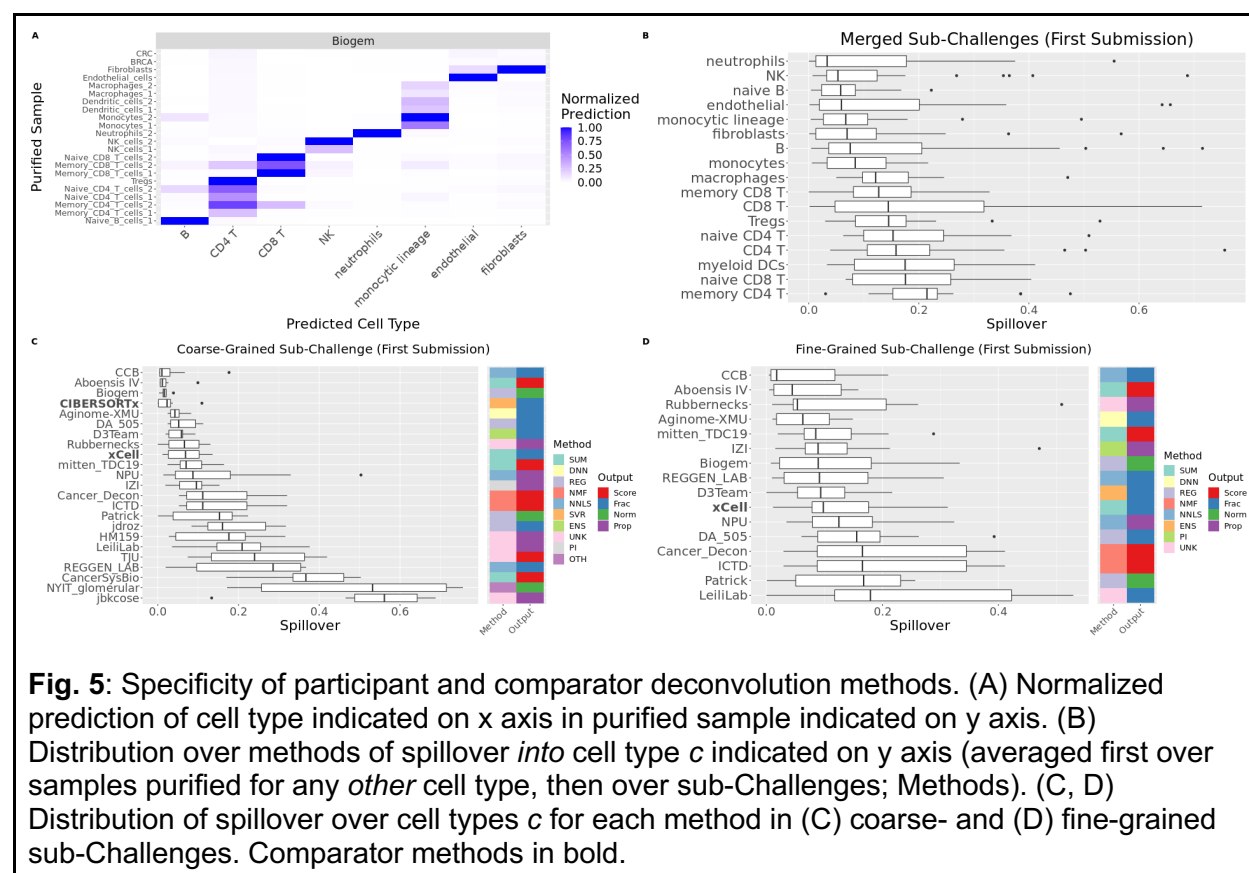 A
Biogem
Purified Sample
CRC
BRCA
Fibroblasts
Endothelial_cells
Macrophages_2
Macrophages_1
Dendritic_cells_2
Dendritic_cells_1
Monocytes_2
Monocytes_1
Neutrophils_2
NK_cells_2
NK_cells_1
Naive_CD8_T_cells_2
Memory_CD8_T_cells_2
Memory_CD8_T_cells_1
Tregs
Naive_CD4_T_cells_2
Naive_CD4_T_cells_1
Memory_CD4_T_cells_2
Memory_CD4_T_cells_1
Naive_B_cells_1
B
CD4 T
CD8 T
NK
neutrophils
monocytic lineage
endothelial
fibroblasts
Predicted Cell Type
Normalized
Prediction
1.00
0.75
0.50
0.25
0.00
B
Merged Sub-Challenges (First Submission)
neutrophils
NK
naive B
endothelial
monocytic lineage
fibroblasts
B
monocytes
macrophages
memory CD8 T
CD8 T
Tregs
naive CD4 T
CD4 T
myeloid DCs
naive CD8 T
memory CD4 T
0.0 0.2 0.4 0.6
Spillover
C
Coarse-Grained Sub-Challenge (First Submission)
CCB
Aboensis IV
Biogem
CIBERSORTx
Aginome-XMU
DA_505
D3Team
Rubbernecks
xCell
mitten_TDC19
NPU
IZI
Cancer_Decon
ICTD
Patrick
jdroz
HM159
LeiliLab
TJU
REGGEN_LAB
CancerSysBio
NYIT_glomerular
jbkcose
0.0 0.2 0.4 0.6
Spillover
Method
Output
Method
SUM
DNN
REG
NMF
NNLS
SVR
ENS
UNK
PI
OTH
Output
Score
Frac
Norm
Prop
D
Fine-Grained Sub-Challenge (First Submission)
CCB
Aboensis IV
Rubbernecks
Aginome-XMU
mitten_TDC19
IZI
Biogem
REGGEN_LAB
D3Team
xCell
NPU
DA_505
Cancer_Decon
ICTD
Patrick
LeiliLab
0.0 0.2 0.4
Spillover
Method
Output
Method
SUM
DNN
REG
NMF
NNLS
ENS
PI
UNK
Output
Score
Frac
Norm
Prop
Fig. 5: Specificity of participant and comparator deconvolution methods. (A) Normalized
prediction of cell type indicated on x axis in purified sample indicated on y axis. (B)
Distribution over methods of spillover into cell type c indicated on y axis (averaged first over
samples purified for any other cell type, then over sub-Challenges; Methods). (C, D)
Distribution of spillover over cell types c for each method in (C) coarse- and (D) fine-grained
sub-Challenges. Comparator methods in bold.